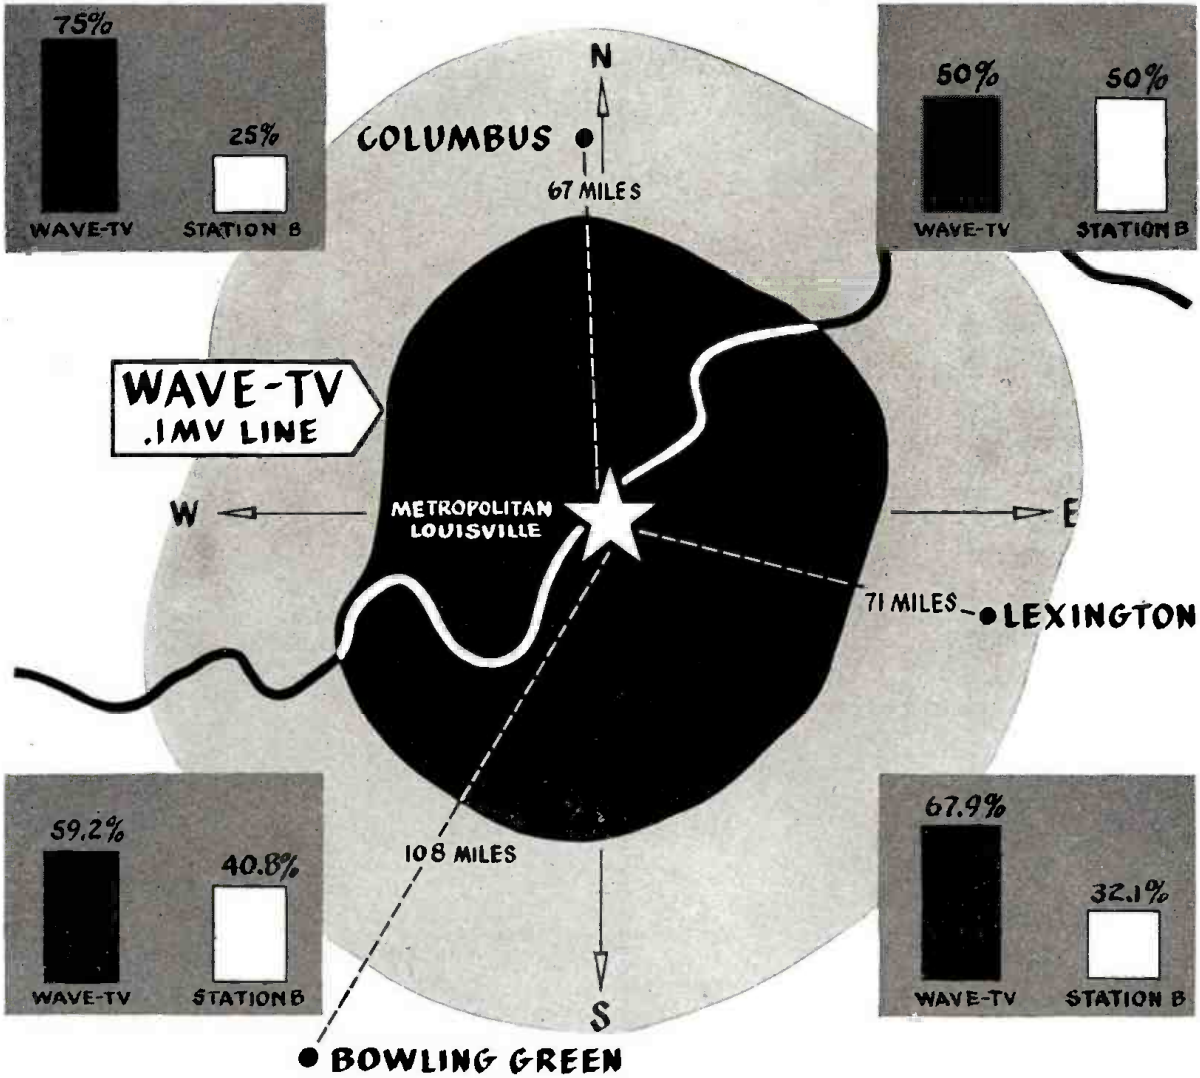 75%
25%
WAVE-TV STATION B
N
COLUMBUS
67 MILES
50% 50%
WAVE-TV STATION B
WAVE-TV
.1MV LINE
W
METROPOLITAN
LOUISVILLE
E
71 MILES
LEXINGTON
59.2%
40.8%
WAVE-TV STATION B
108 MILES
67.9%
32.1%
WAVE-TV STATION B
S
BOWLING GREEN